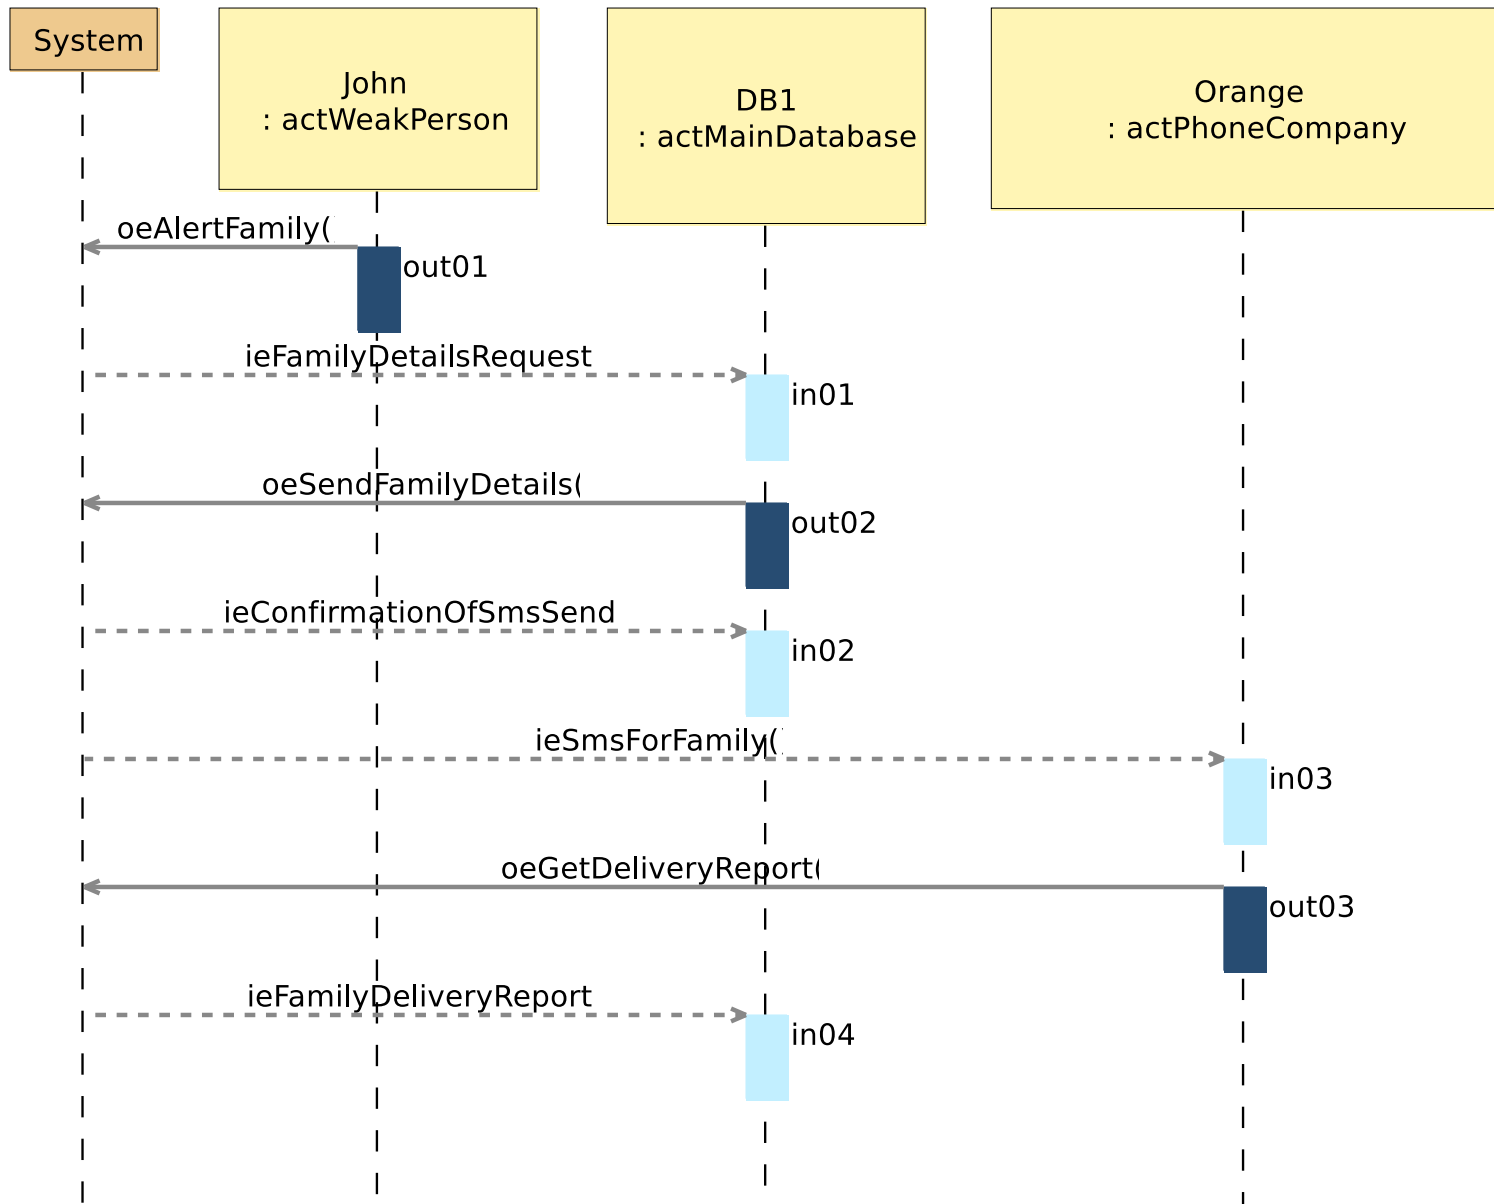 System
John
: actWeakPerson
DB1
: actMainDatabase
Orange
: actPhoneCompany
oeAlertFamily(
out01
ieFamilyDetailsRequest
in01
oeSendFamilyDetails(
out02
ieConfirmationOfSmsSend
in02
ieSmsForFamily(
in03
oeGetDeliveryReport(
out03
ieFamilyDeliveryReport
in04